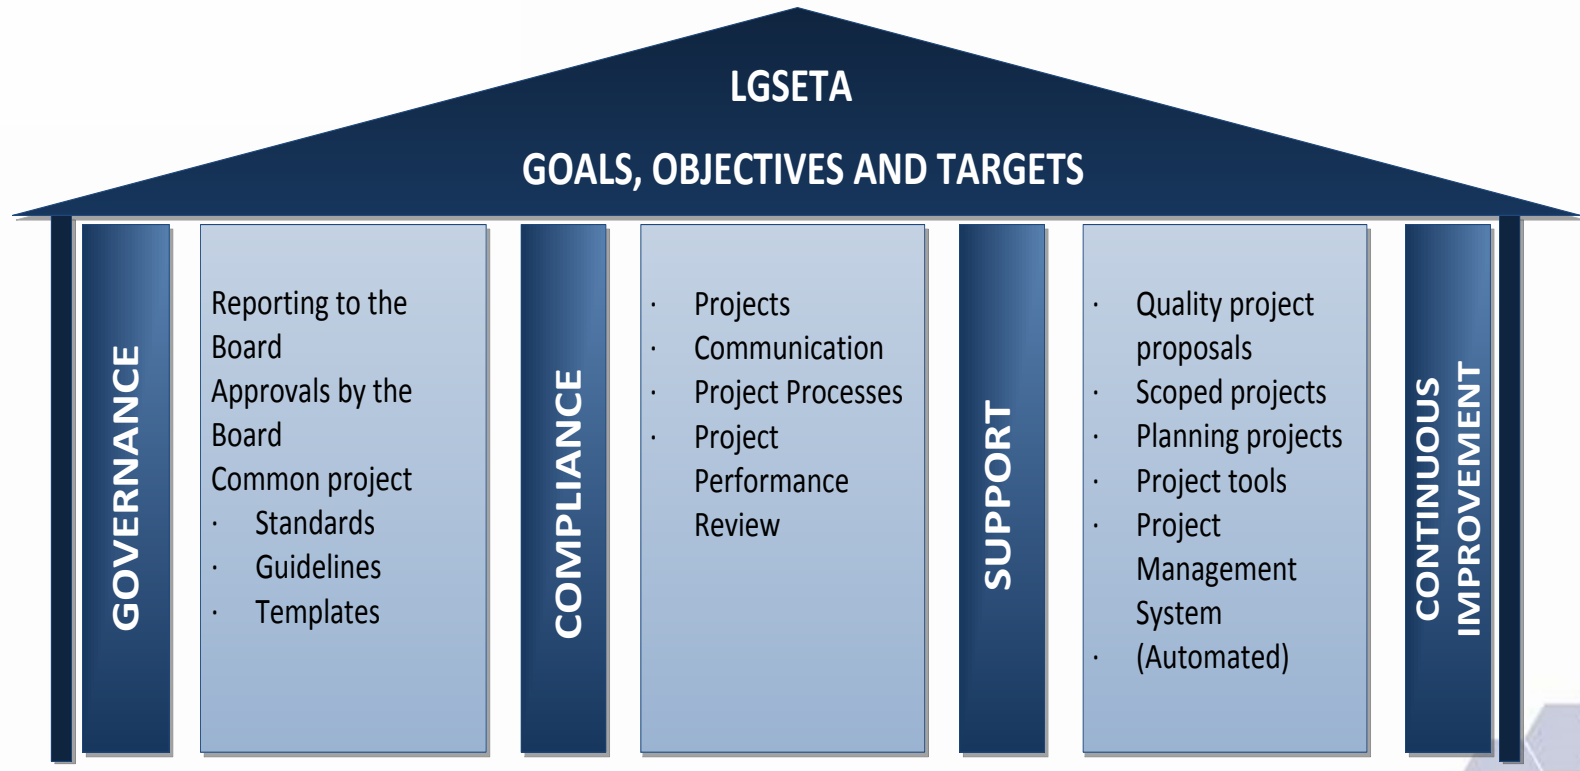 LGSETA
GOALS, OBJECTIVES AND TARGETS
GOVERNANCE
Reporting to the
Board
Approvals by the
Board
Common project
· Standards
· Guidelines
· Templates
COMPLIANCE
· Projects
· Communication
· Project Processes
· Project
Performance
Review
SUPPORT
· Quality project
proposals
· Scoped projects
· Planning projects
· Project tools
· Project
Management
System
· (Automated)
CONTINUOUS
IMPROVEMENT